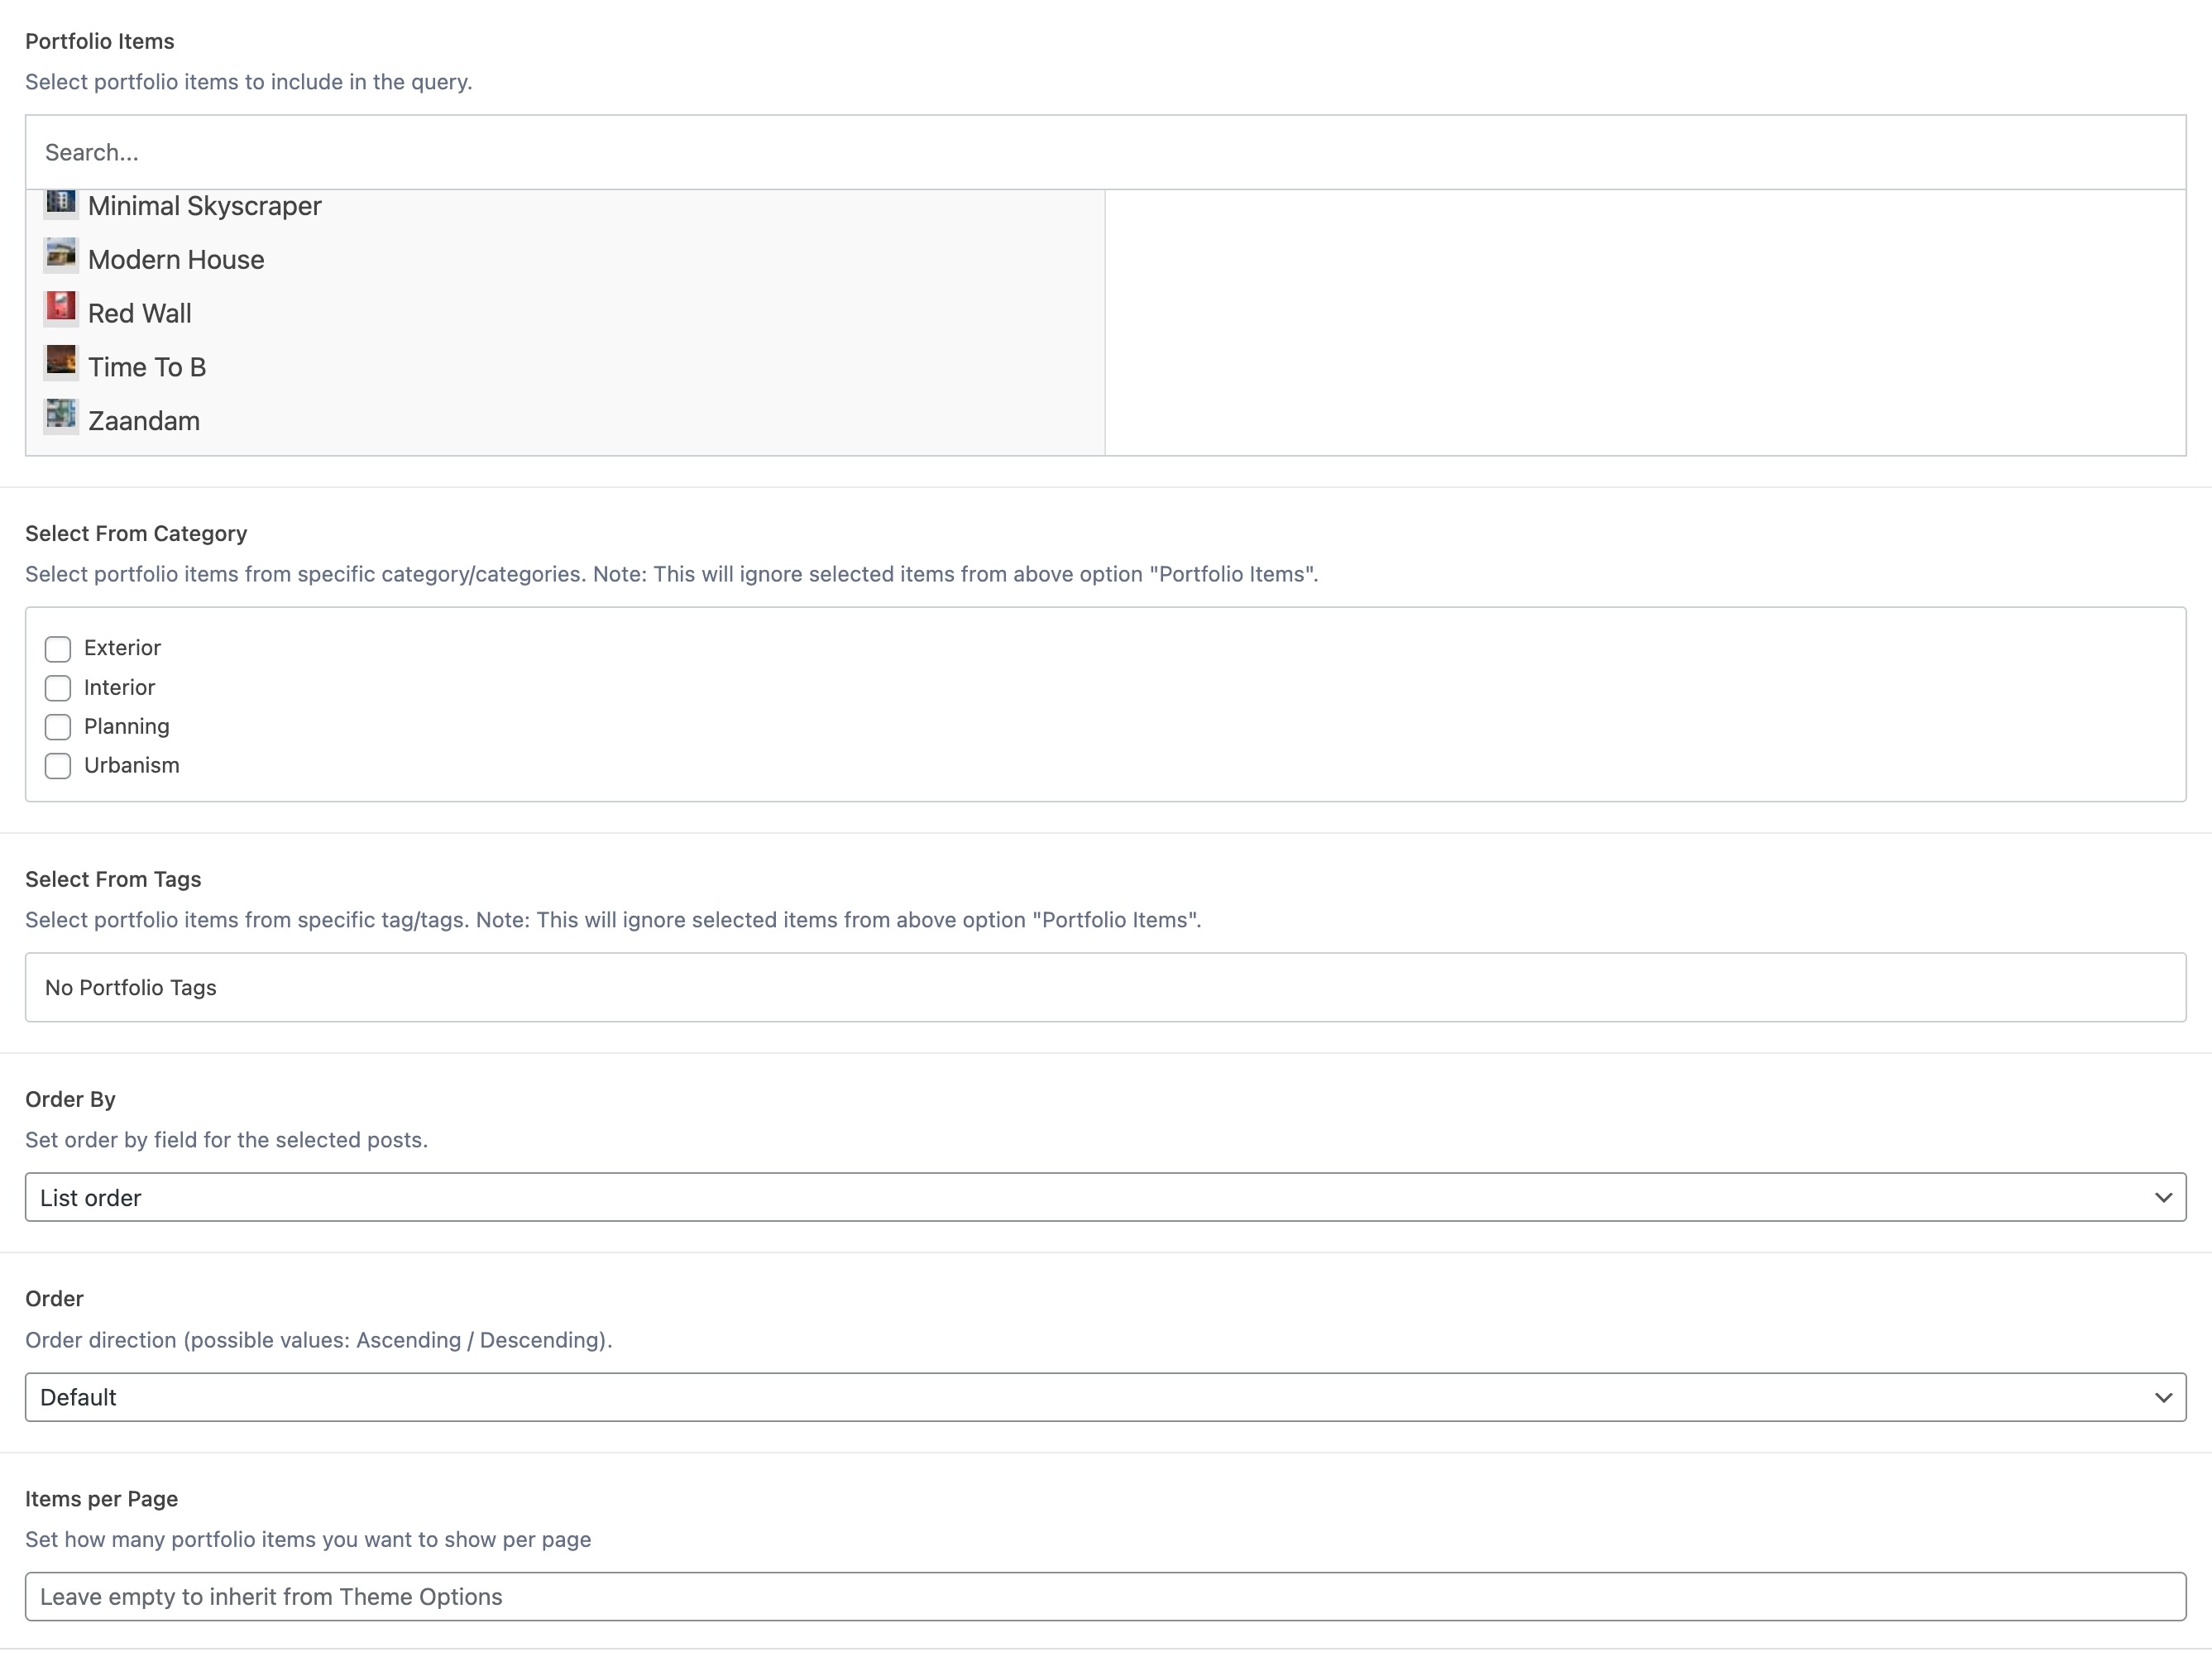 Portfolio Items
Select portfolio items to include in the query.
Search...
Minimal Skyscraper
Modern House
Red Wall
Time To B
Zaandam
Select From Category
Select portfolio items from specific category/categories. Note: This will ignore selected items from above option "Portfolio Items".
Exterior
Interior
Planning
Urbanism
Select From Tags
Select portfolio items from specific tag/tags. Note: This will ignore selected items from above option "Portfolio Items".
No Portfolio Tags
Order By
Set order by field for the selected posts.
List order
Order
Order direction (possible values: Ascending / Descending).
Default
Items per Page
Set how many portfolio items you want to show per page
Leave empty to inherit from Theme Options